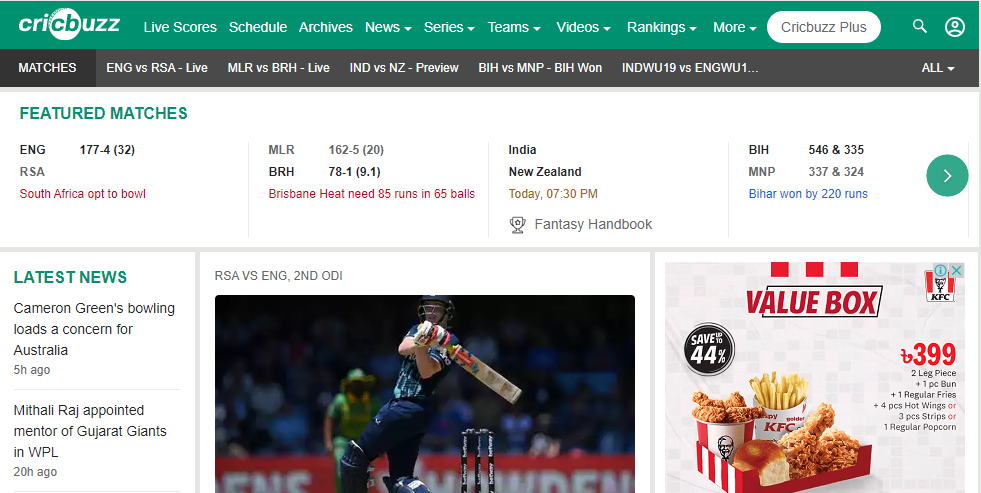 cricbuzz Live Scores Schedule Archives News Series Teams Videos Rankings More Cricbuzz Plus
MATCHES ENG vs RSA - Live MLR vs BRH - Live IND vs NZ - Preview BIH vs MNP - BIH Won INDWU19 vs ENGWU1... ALL
FEATURED MATCHES
ENG 177-4 (32)
RSA
South Africa opt to bowl
MLR 162-5 (20)
BRH 78-1 (9.1)
Brisbane Heat need 85 runs in 65 balls
India
New Zealand
Today, 07:30 PM
Fantasy Handbook
BIH 546 & 335
MNP 337 & 324
Bihar won by 220 runs
LATEST NEWS
Cameron Green's bowling
loads a concern for
Australia
5h ago
Mithali Raj appointed
mentor of Gujarat Giants
in WPL
20h ago
RSA VS ENG, 2ND ODI
KFC
VALUE BOX
SAVE UP TO
44%
৳399
2 Leg Piece
+ 1 pc Bun
+ 1 Regular Fries
+ 4 pcs Hot Wings or
3 pcs Strips or
1 Regular Popcorn
KFC